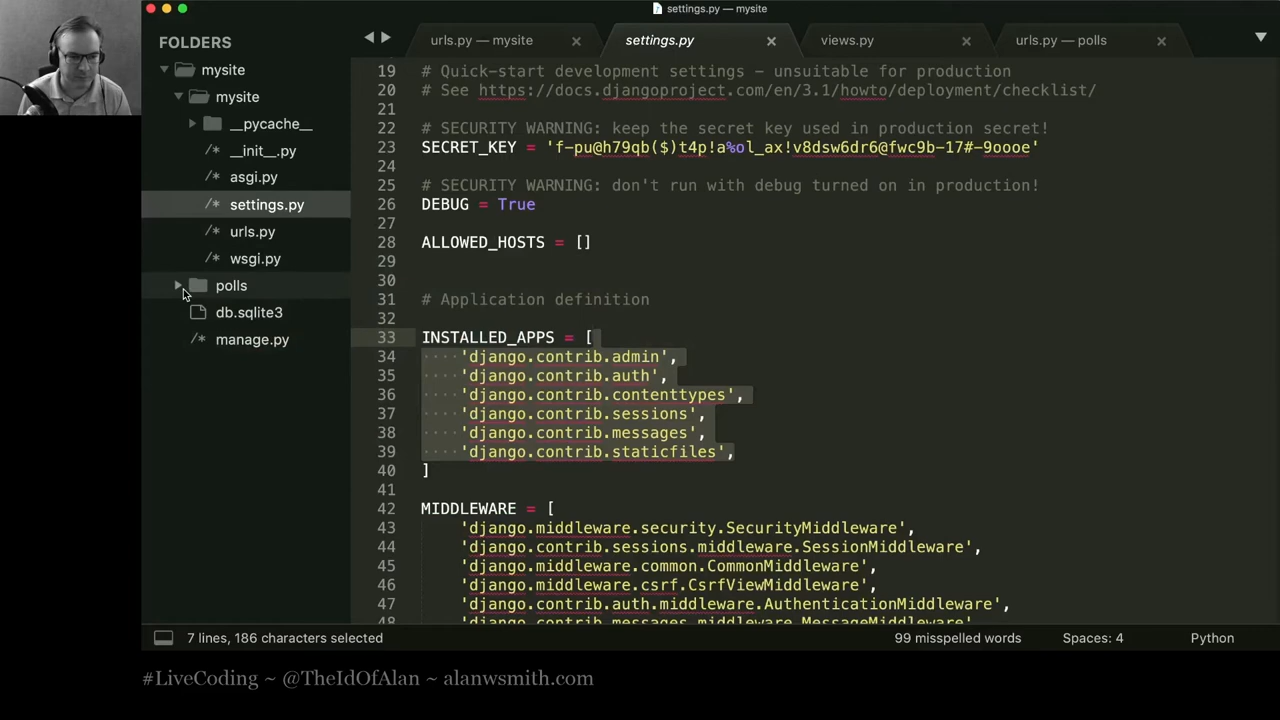 settings.py — mysite
FOLDERS
mysite
mysite
__pycache__
__init__.py
asgi.py
settings.py
urls.py
wsgi.py
polls
db.sqlite3
manage.py
urls.py — mysite
settings.py
views.py
urls.py — polls
19 # Quick-start development settings - unsuitable for production
20 # See https://docs.djangoproject.com/en/3.1/howto/deployment/checklist/
21
22 # SECURITY WARNING: keep the secret key used in production secret!
23 SECRET_KEY = 'f-pu@h79qb($)t4p!a%ol_ax!v8dsw6dr6@fwc9b-17#-9oooe'
24
25 # SECURITY WARNING: don't run with debug turned on in production!
26 DEBUG = True
27
28 ALLOWED_HOSTS = []
29
30
31 # Application definition
32
33 INSTALLED_APPS = [
34 'django.contrib.admin',
35 'django.contrib.auth',
36 'django.contrib.contenttypes',
37 'django.contrib.sessions',
38 'django.contrib.messages',
39 'django.contrib.staticfiles',
40 ]
41
42 MIDDLEWARE = [
43 'django.middleware.security.SecurityMiddleware',
44 'django.contrib.sessions.middleware.SessionMiddleware',
45 'django.middleware.common.CommonMiddleware',
46 'django.middleware.csrf.CsrfViewMiddleware',
47 'django.contrib.auth.middleware.AuthenticationMiddleware',
48 'django.contrib.messages.middleware.MessageMiddleware',
7 lines, 186 characters selected
99 misspelled words
Spaces: 4
Python
#LiveCoding ~ @TheIdOfAlan ~ alanwsmith.com